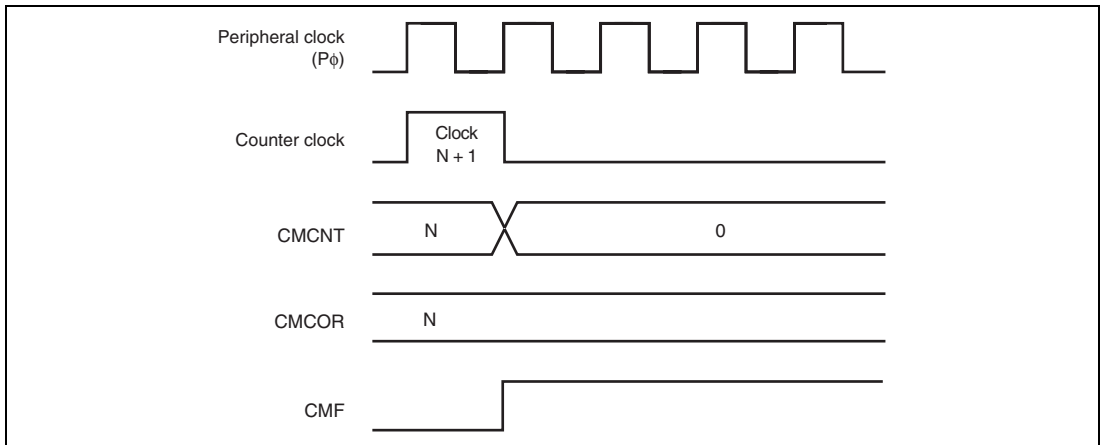 Peripheral clock
(Pϕ)
Counter clock
Clock
N + 1
CMCNT
N
0
CMCOR
N
CMF